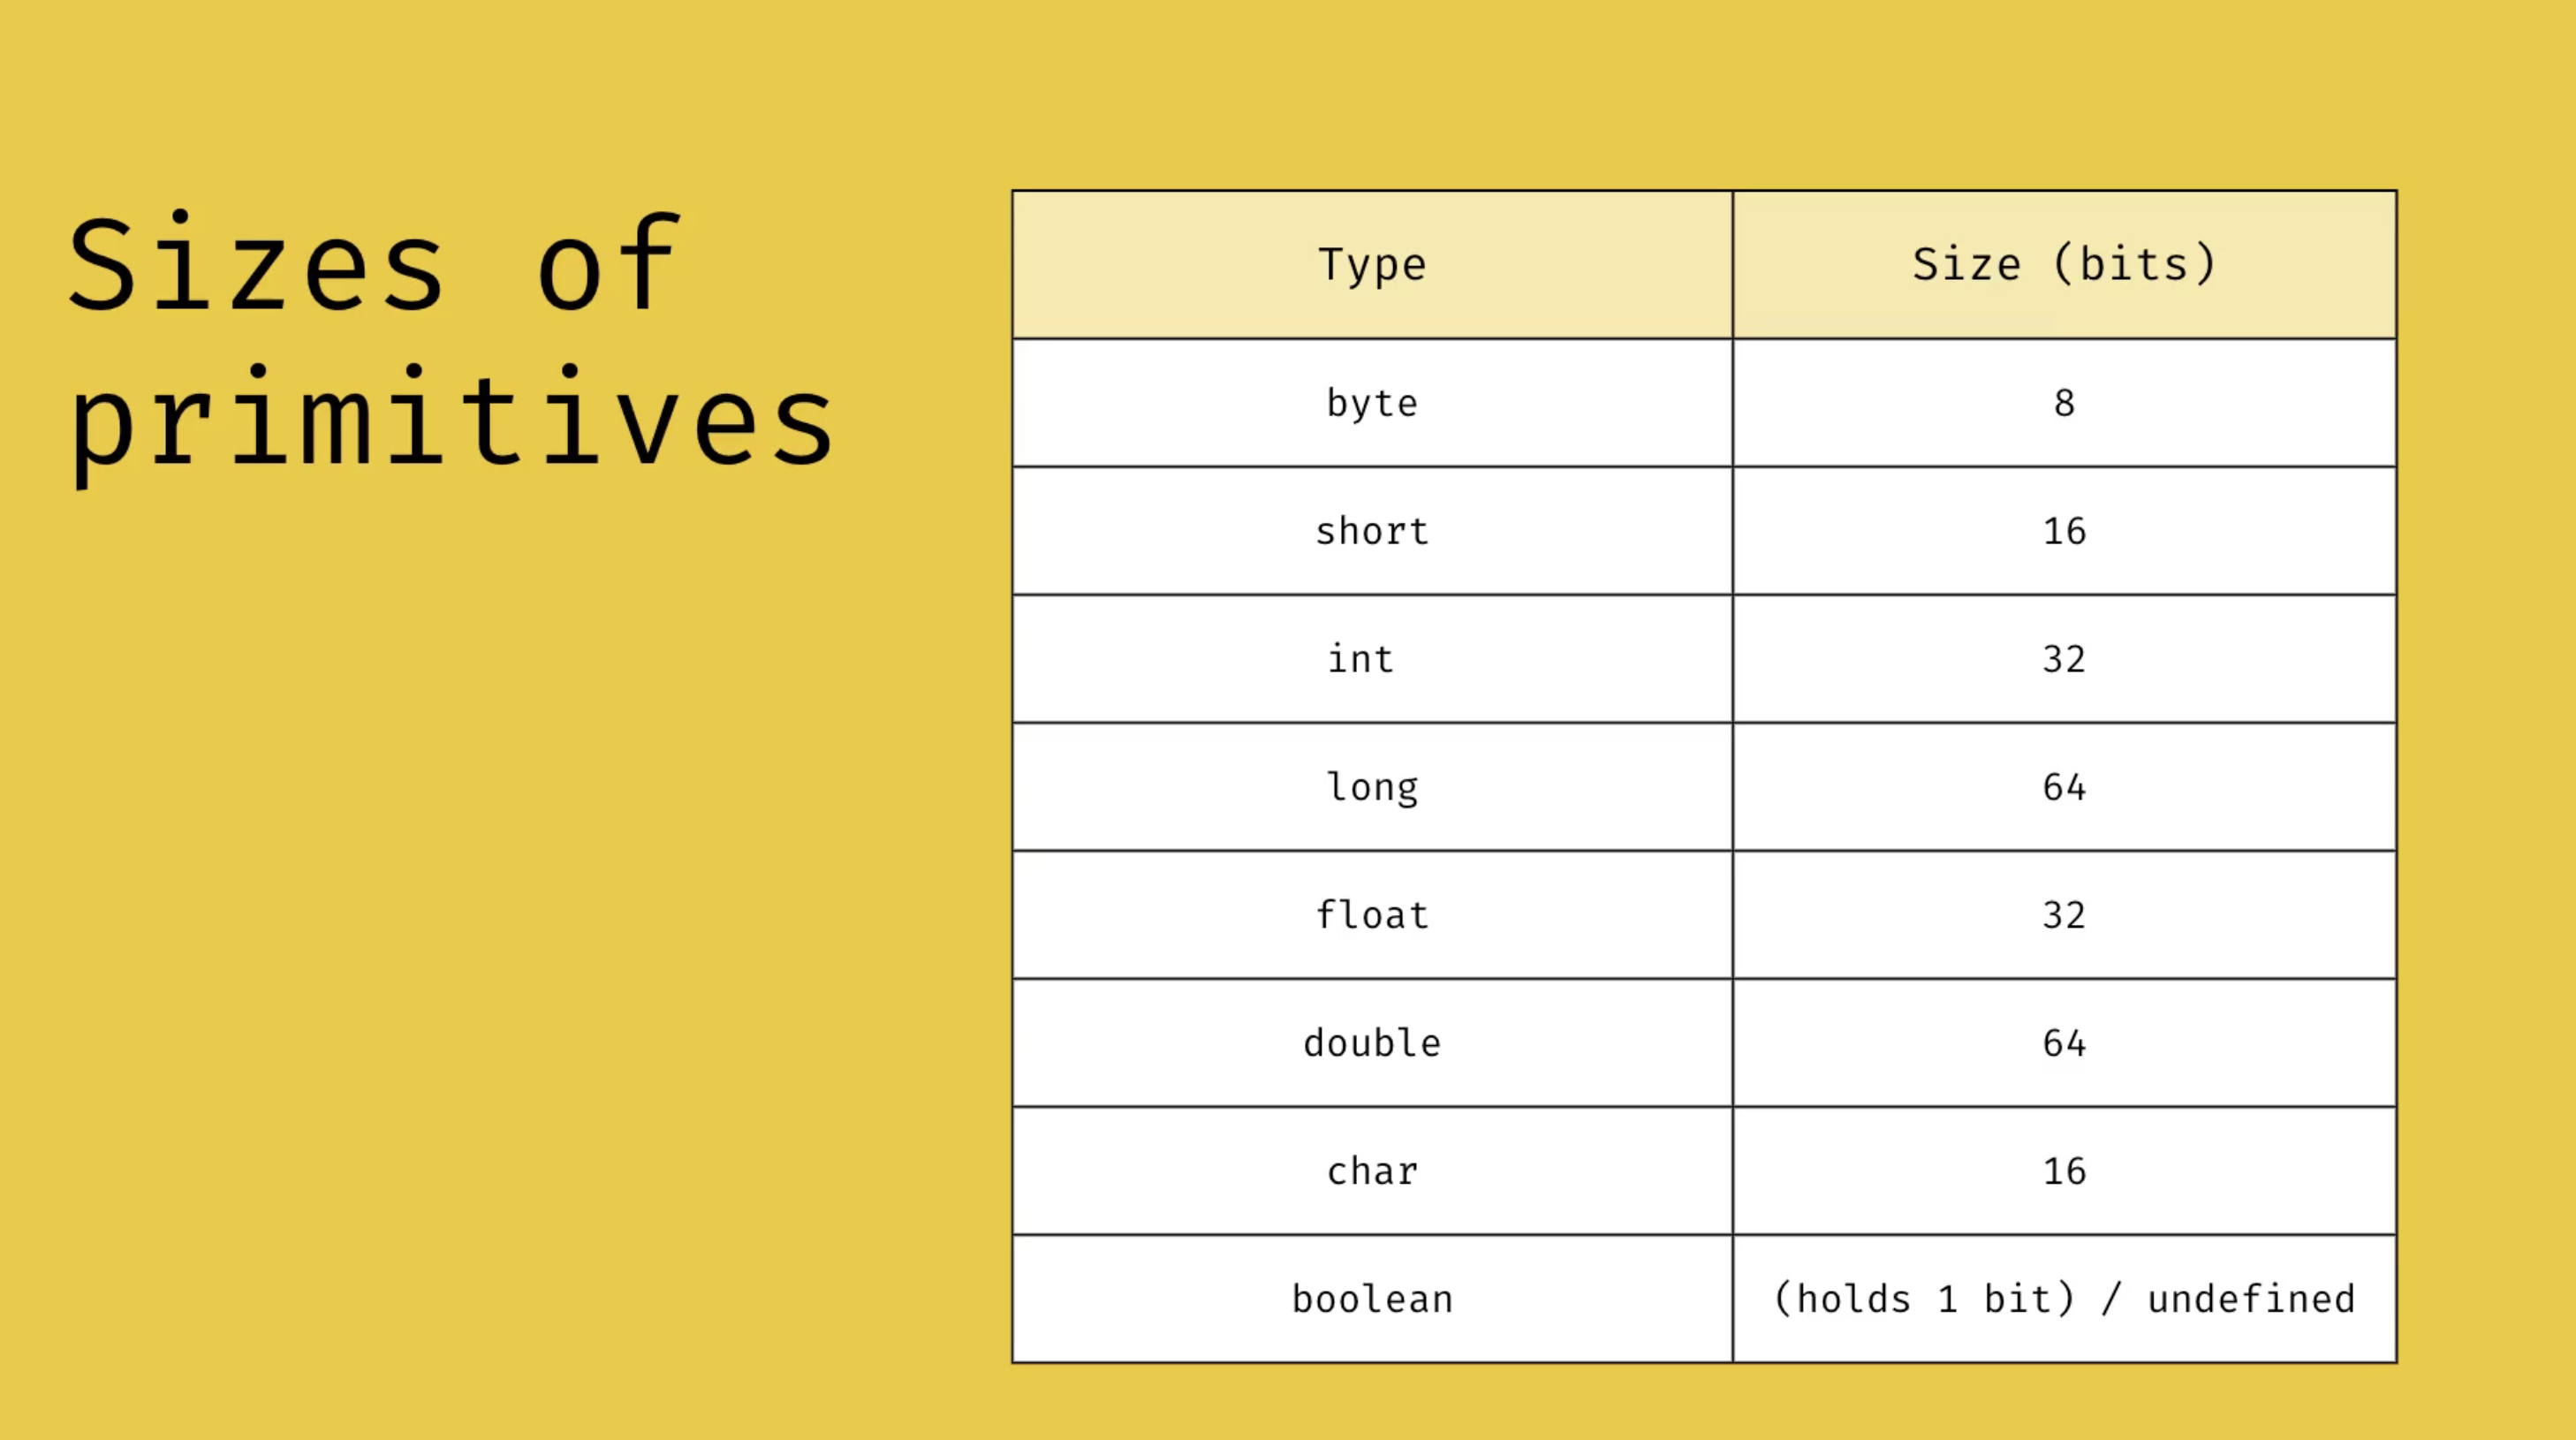 Sizes of
primitives
Type Size (bits)
byte 8
short 16
int 32
long 64
float 32
double 64
char 16
boolean (holds 1 bit) / undefined